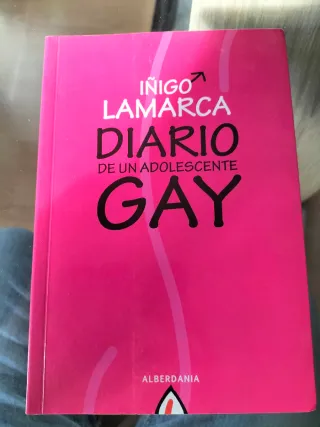 IÑIGO
LAMARCA
DIARIO
DE UN ADOLESCENTE
GAY
ALBERDANIA